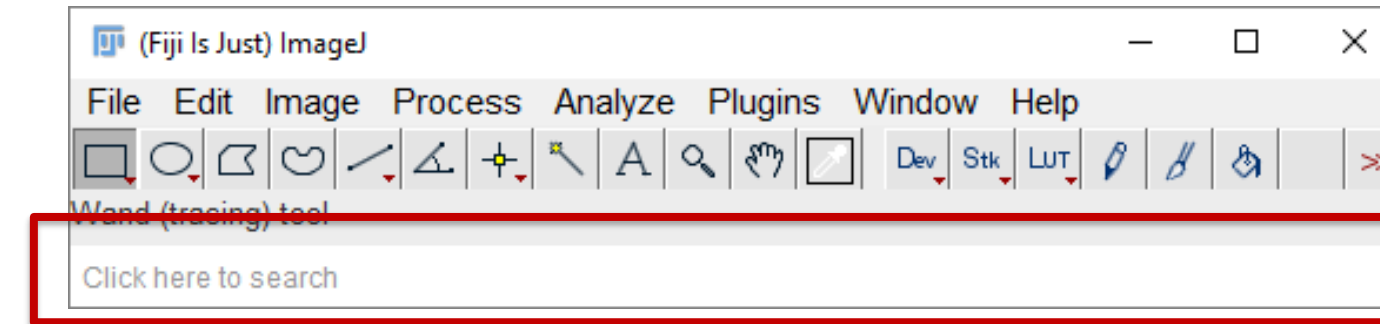 (Fiji Is Just) ImageJ
File Edit Image Process Analyze Plugins Window Help
A Dev Stk LUT >>
Wand (tracing) tool
Click here to search